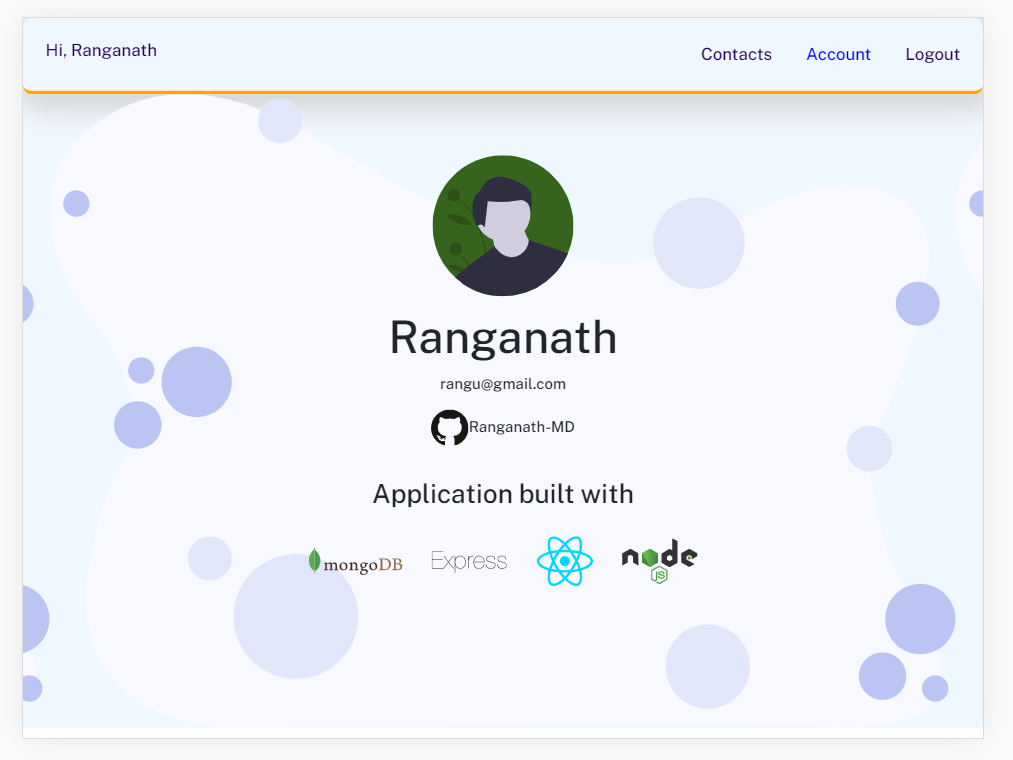 Hi, Ranganath
Contacts Account Logout
Ranganath
rangu@gmail.com
Ranganath-MD
Application built with
mongoDB Express node
JS